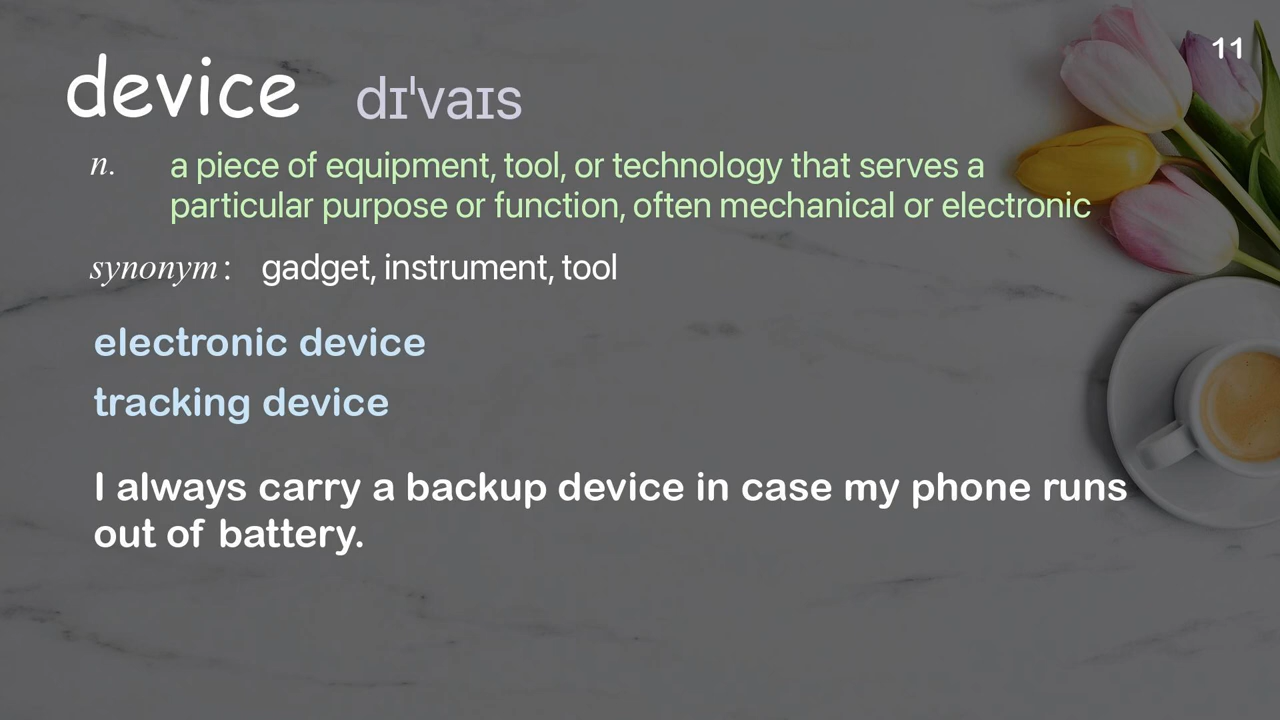 11
device dɪˈvaɪs
n. a piece of equipment, tool, or technology that serves a
particular purpose or function, often mechanical or electronic
synonym: gadget, instrument, tool
electronic device
tracking device
I always carry a backup device in case my phone runs
out of battery.